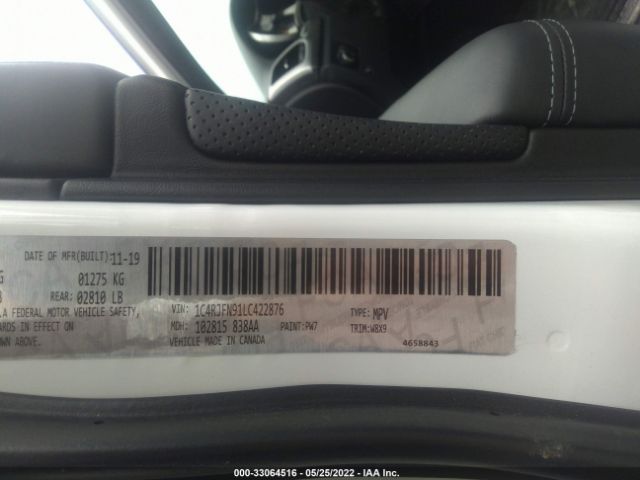 DATE OF MFR(BUILT): 11-19
G 01275 KG
REAR: 02810 LB
A FEDERAL MOTOR VEHICLE SAFETY,
ARDS IN EFFECT
WN ABOVE.
VIN: 1C4RJFN91LC422876
TYPE: MPV
MDH: 102815 838AA
PAINT: PW7
TRIM: W8X9
VEHICLE MADE IN CANADA
4658843
000-33064516 - 05/25/2022 - IAA Inc.